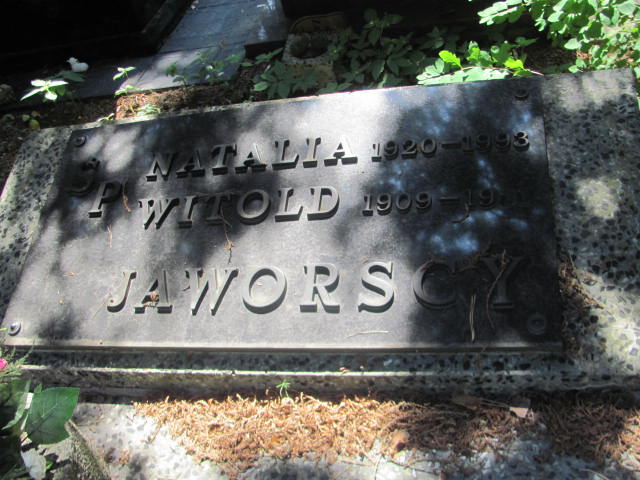 Ś P NATALIA 1920-1993
WITOLD 1909-
JAWORSCY